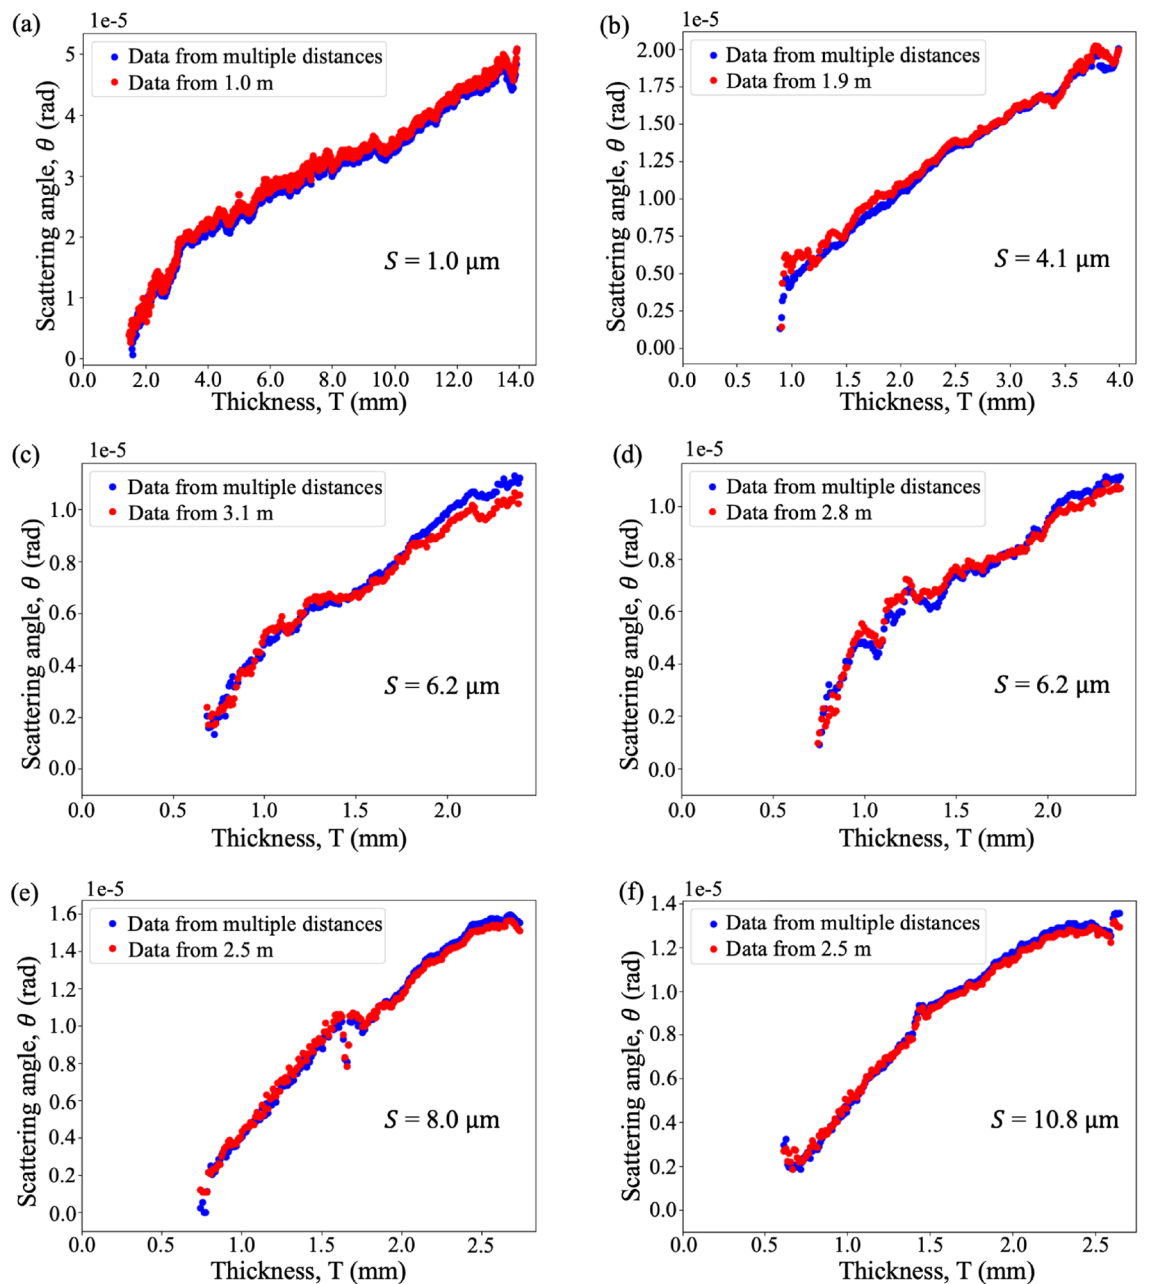 (a)
1e-5
Data from multiple distances
Data from 1.0 m
Scattering angle, θ (rad)
5
4
3
2
1
0
S = 1.0 µm
0.0 2.0 4.0 6.0 8.0 10.0 12.0 14.0
Thickness, T (mm)
(b)
1e-5
Data from multiple distances
Data from 1.9 m
Scattering angle, θ (rad)
2.00
1.75
1.50
1.25
1.00
0.75
0.50
0.25
0.00
S = 4.1 µm
0.0 0.5 1.0 1.5 2.0 2.5 3.0 3.5 4.0
Thickness, T (mm)
(c)
1e-5
Data from multiple distances
Data from 3.1 m
Scattering angle, θ (rad)
1.0
0.8
0.6
0.4
0.2
0.0
S = 6.2 µm
0.0 0.5 1.0 1.5 2.0
Thickness, T (mm)
(d)
1e-5
Data from multiple distances
Data from 2.8 m
Scattering angle, θ (rad)
1.0
0.8
0.6
0.4
0.2
0.0
S = 6.2 µm
0.0 0.5 1.0 1.5 2.0
Thickness, T (mm)
(e)
1e-5
Data from multiple distances
Data from 2.5 m
Scattering angle, θ (rad)
1.6
1.4
1.2
1.0
0.8
0.6
0.4
0.2
0.0
S = 8.0 µm
0.0 0.5 1.0 1.5 2.0 2.5
Thickness, T (mm)
(f)
1e-5
Data from multiple distances
Data from 2.5 m
Scattering angle, θ (rad)
1.4
1.2
1.0
0.8
0.6
0.4
0.2
0.0
S = 10.8 µm
0.0 0.5 1.0 1.5 2.0 2.5
Thickness, T (mm)